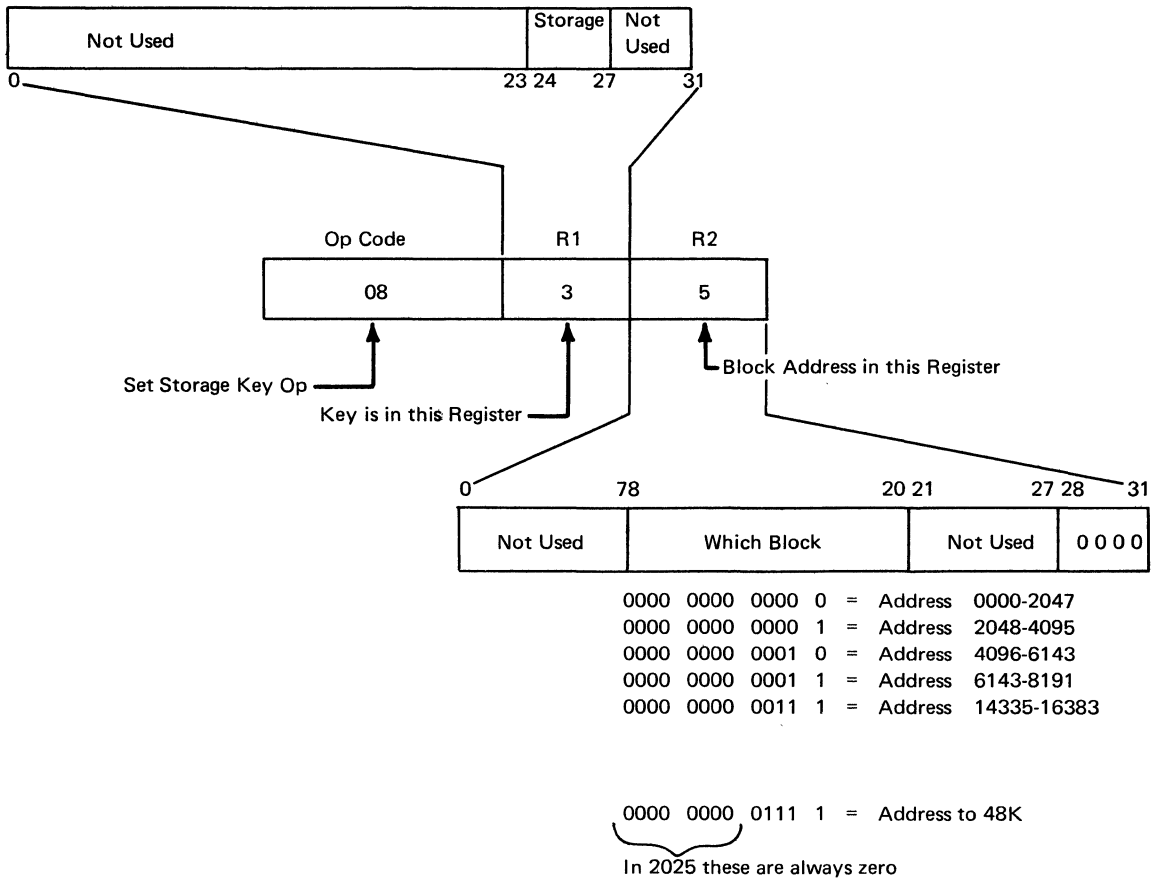 Not Used
Storage
Not
Used
0
23 24
27
31
Op Code
R1
R2
08
3
5
Set Storage Key Op
Key is in this Register
Block Address in this Register
0
78
20 21
27 28
31
Not Used
Which Block
Not Used
0 0 0 0
0000 0000 0000 0 = Address 0000-2047
0000 0000 0000 1 = Address 2048-4095
0000 0000 0001 0 = Address 4096-6143
0000 0000 0001 1 = Address 6143-8191
0000 0000 0011 1 = Address 14335-16383
0000 0000 0111 1 = Address to 48K
In 2025 these are always zero